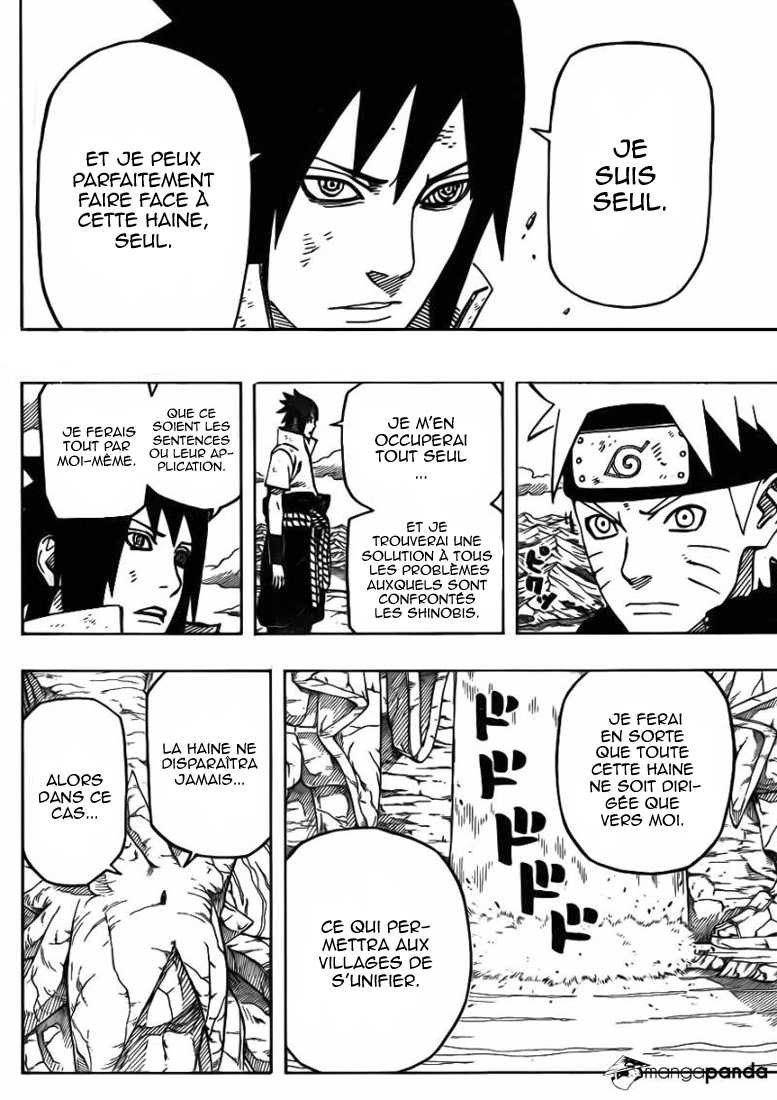 JE
SUIS
SEUL.
ET JE PEUX
PARFAITEMENT
FAIRE FACE À
CETTE HAINE,
SEUL.
ズズン
JE M'EN
OCCUPERAI
TOUT SEUL
...
ET JE
TROUVERAI UNE
SOLUTION À TOUS
LES PROBLÈMES
AUXQUELS SONT
CONFRONTÉS
LES SHINOBIS.
QUE CE
SOIENT LES
SENTENCES
OU LEUR AP-
PLICATION.
JE FERAIS
TOUT PAR
MOI-MÊME.
JE FERAI
EN SORTE
QUE TOUTE
CETTE HAINE
NE SOIT DIRI-
GÉE QUE
VERS MOI.
ドドドド
CE QUI PER-
METTRA AUX
VILLAGES DE
S'UNIFIER.
LA HAINE NE
DISPARAÎTRA
JAMAIS...
ALORS
DANS CE
CAS...
mangapanda